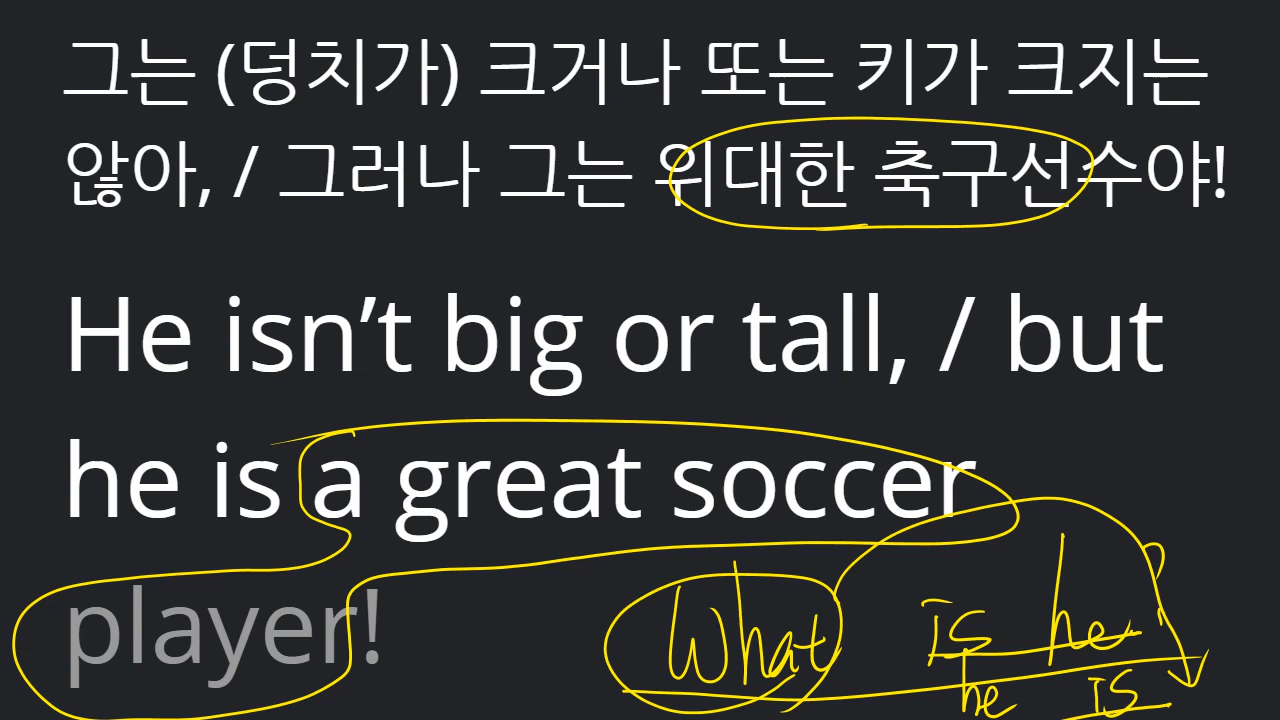 그는 (덩치가) 크거나 또는 키가 크지는
않아, / 그러나 그는 위대한 축구선수야!
He isn’t big or tall, / but
he is a great soccer
player!
What is he?
he is